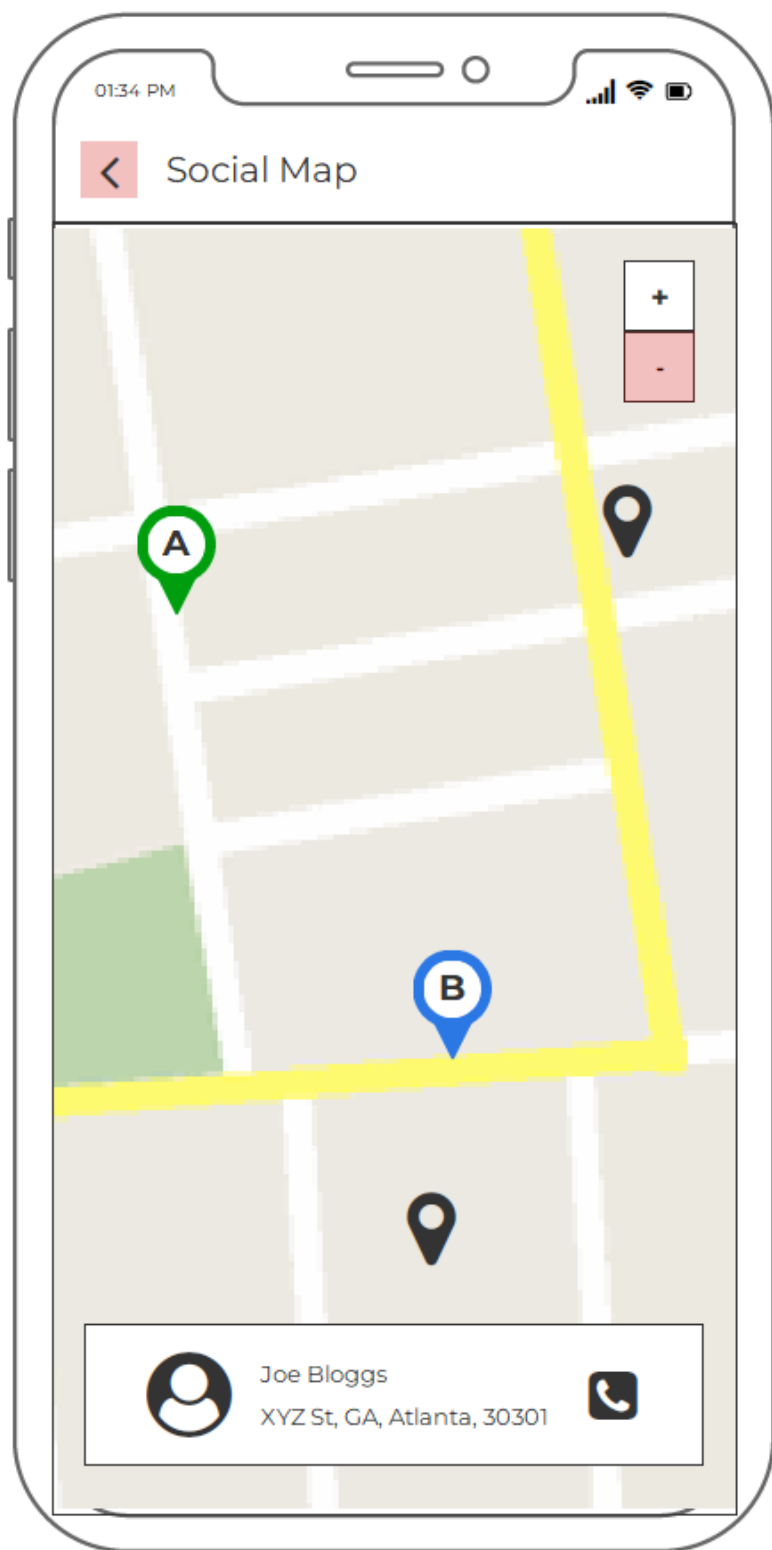 01:34 PM
Social Map
+
-
A
B
Joe Bloggs
XYZ St, GA, Atlanta, 30301